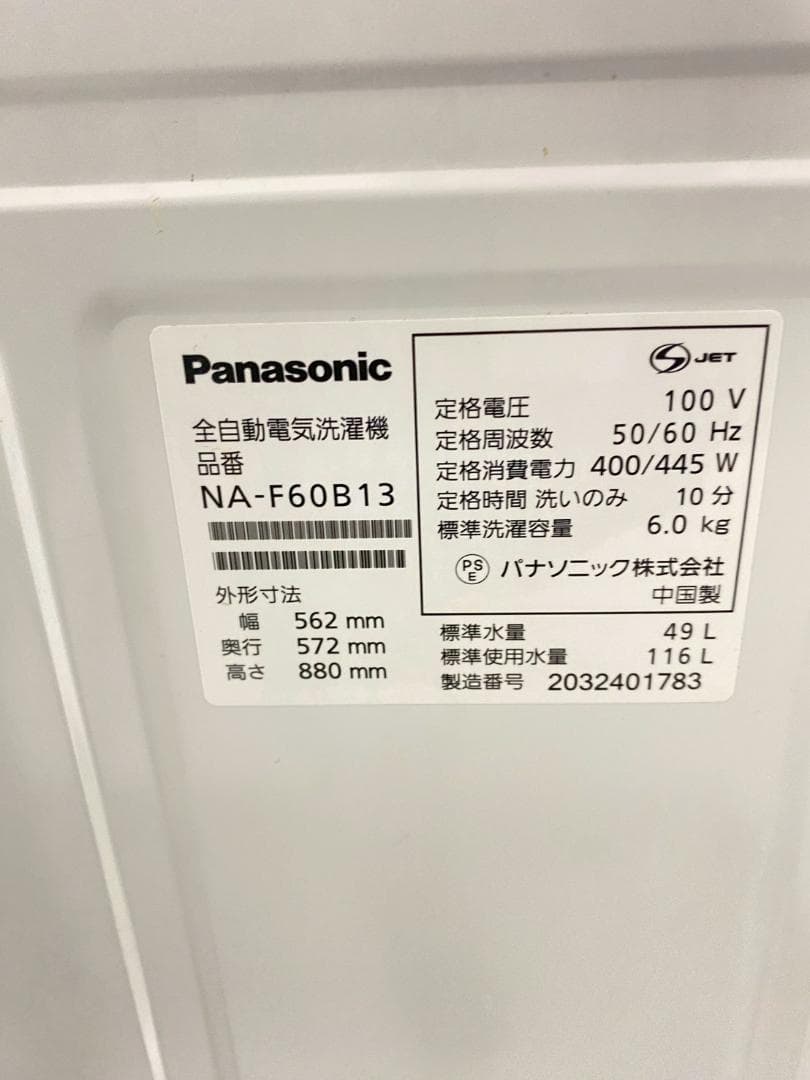 Panasonic
全自動電気洗濯機
品番
NA-F60B13
外形寸法
幅 562 mm
奥行 572 mm
高さ 880 mm
S JET
定格電圧 100 V
定格周波数 50/60 Hz
定格消費電力 400/445 W
定格時間 洗いのみ 10 分
標準洗濯容量 6.0 kg
PS E パナソニック株式会社
中国製
標準水量 49 L
標準使用水量 116 L
製造番号 2032401783